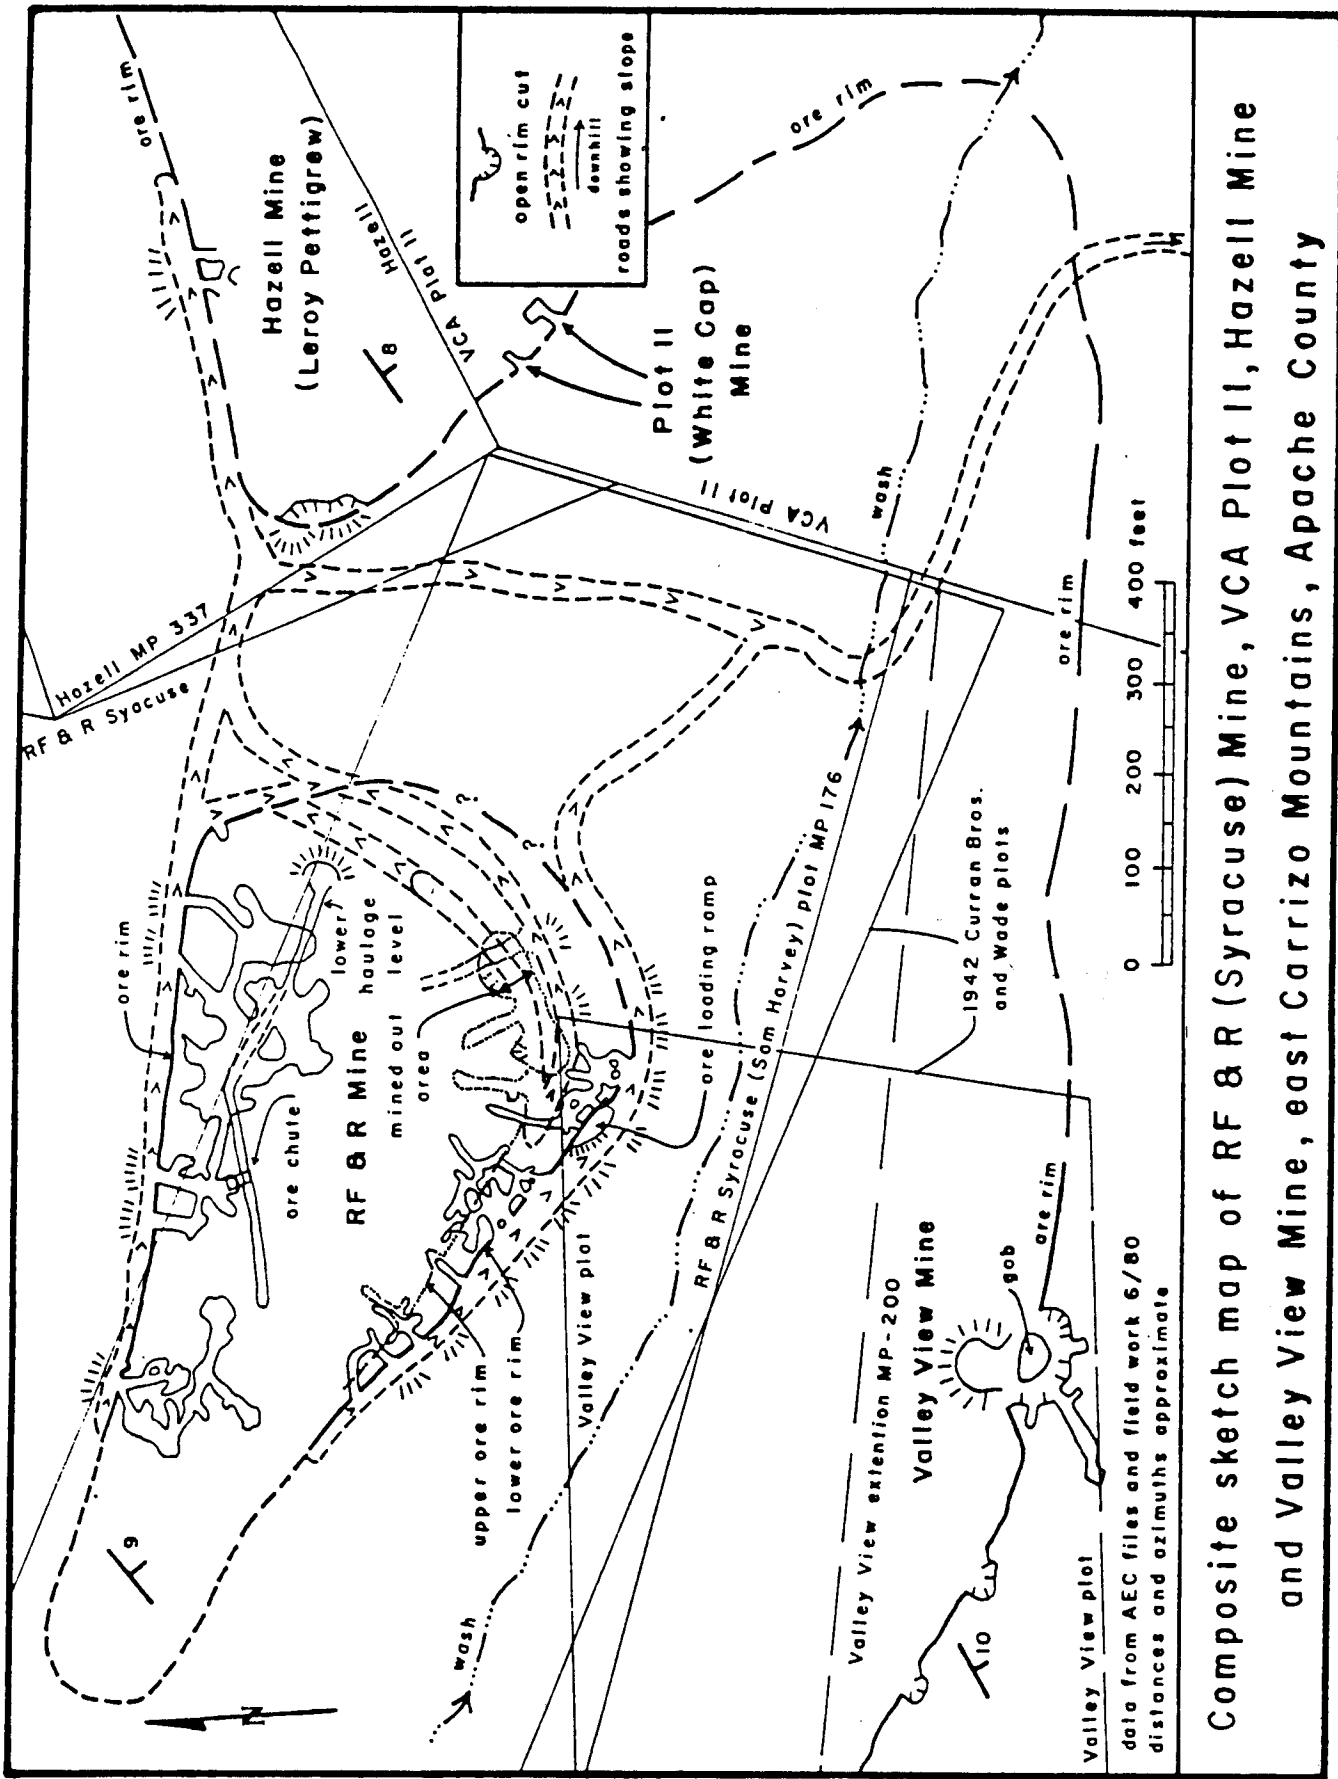 ore rim
Hazell Mine
(Leroy Pettigrew)
8
Hazell
VCA Plot II
open rim cut
downhill
roads showing slope
ore rim
Plot II
(White Cap)
Mine
Hazell MP 337
RF & R Syacuse
VCA Plot II
wash
ore rim
ore rim
lower
haulage
level
RF & R Mine
mined out
area
ore chute
?
?
ore loading ramp
RF & R Syracuse (Sam Harvey) plot MP 176
1942 Curran Bros.
and Wade plots
9
upper ore rim
lower ore rim
Valley View plot
wash
N
Valley View extention MP-200
Valley View Mine
gob
ore rim
10
Valley View plot
0 100 200 300 400 feet
data from AEC files and field work 6/80
distances and azimuths approximate
Composite sketch map of RF & R (Syracuse) Mine, VCA Plot II, Hazell Mine
and Valley View Mine, east Carrizo Mountains, Apache County